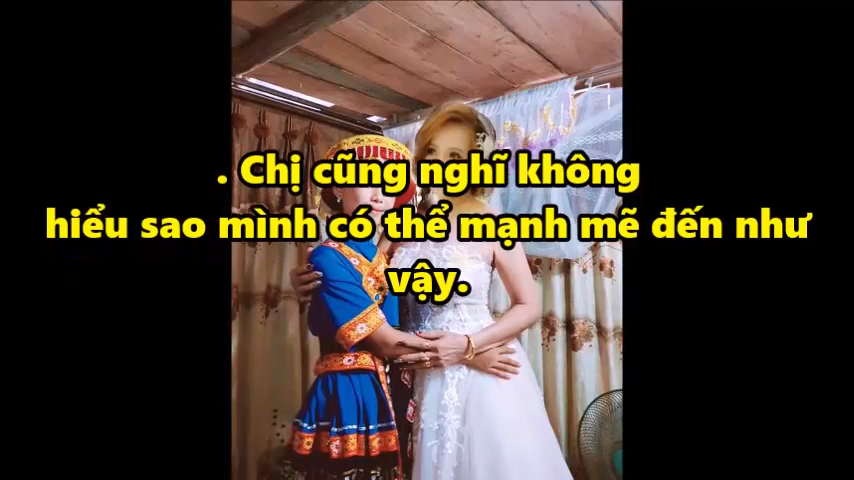 . Chị cũng nghĩ không
hiểu sao mình có thể mạnh mẽ đến như
vậy.